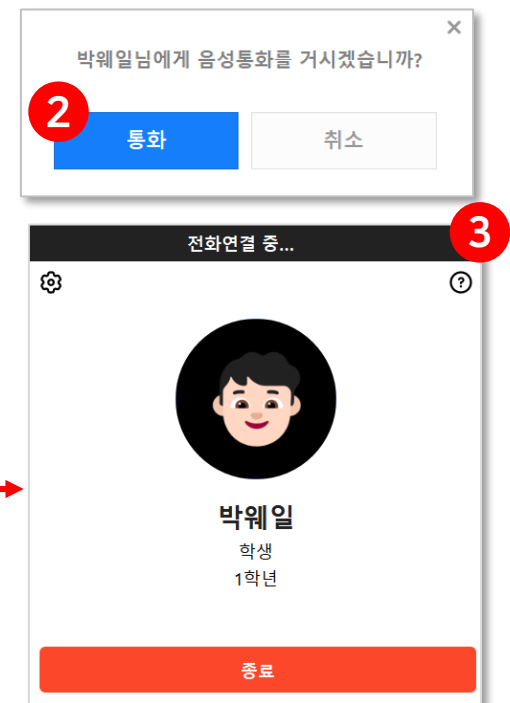 ×
박웨일님에게 음성통화를 거시겠습니까?
2
통화 취소
3
전화연결 중...
?
박웨일
학생
1학년
종료